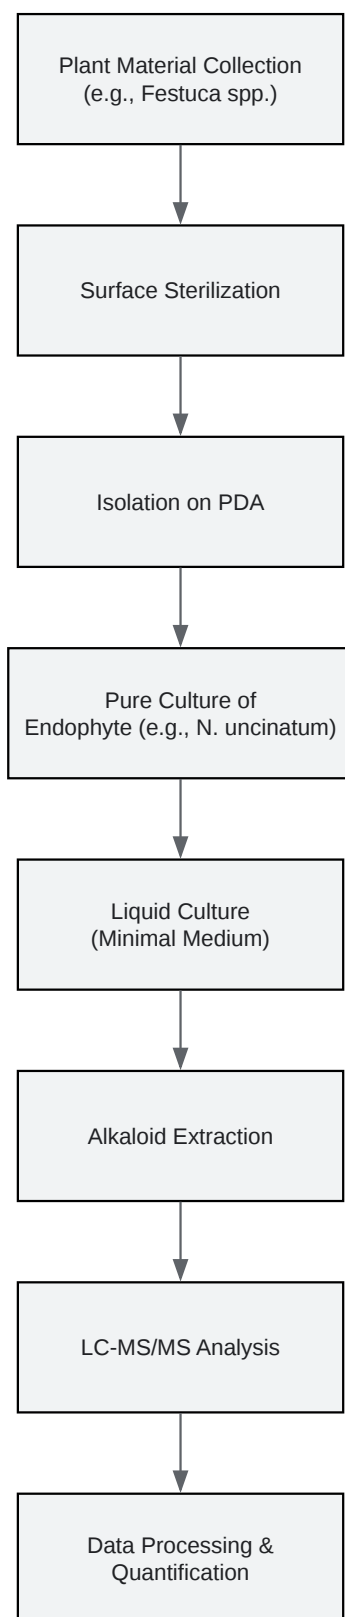 Plant Material Collection
(e.g., Festuca spp.)
Surface Sterilization
Isolation on PDA
Pure Culture of
Endophyte (e.g., N. uncinatum)
Liquid Culture
(Minimal Medium)
Alkaloid Extraction
LC-MS/MS Analysis
Data Processing &
Quantification